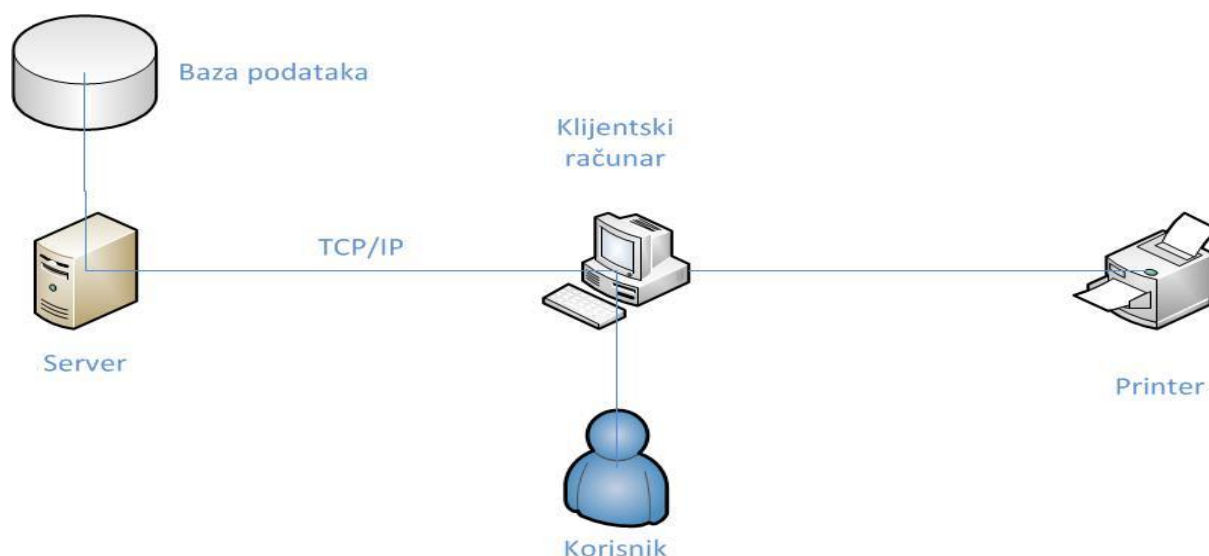 Baza podataka
Klijentski
računar
TCP/IP
Server
Printer
Korisnik